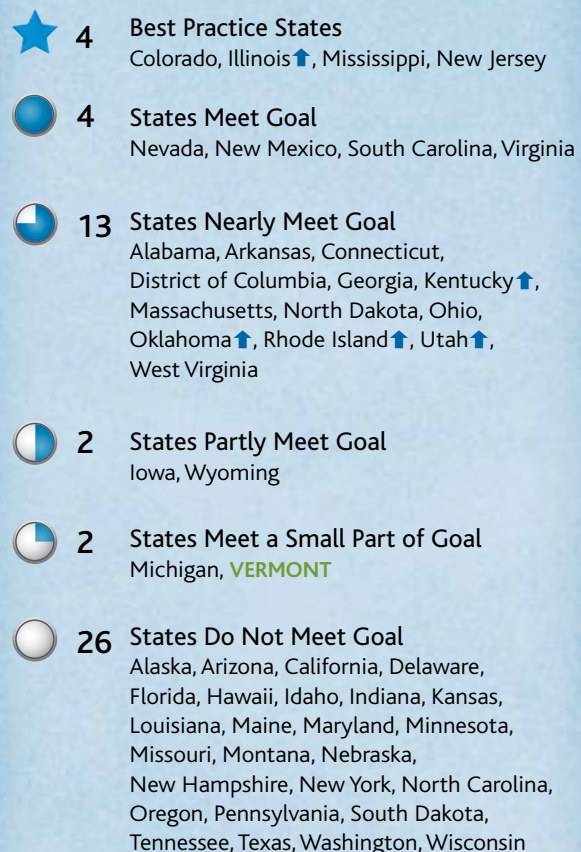 4 Best Practice States
Colorado, Illinois⬆, Mississippi, New Jersey
4 States Meet Goal
Nevada, New Mexico, South Carolina, Virginia
13 States Nearly Meet Goal
Alabama, Arkansas, Connecticut,
District of Columbia, Georgia, Kentucky⬆,
Massachusetts, North Dakota, Ohio,
Oklahoma⬆, Rhode Island⬆, Utah⬆,
West Virginia
2 States Partly Meet Goal
Iowa, Wyoming
2 States Meet a Small Part of Goal
Michigan, VERMONT
26 States Do Not Meet Goal
Alaska, Arizona, California, Delaware,
Florida, Hawaii, Idaho, Indiana, Kansas,
Louisiana, Maine, Maryland, Minnesota,
Missouri, Montana, Nebraska,
New Hampshire, New York, North Carolina,
Oregon, Pennsylvania, South Dakota,
Tennessee, Texas, Washington, Wisconsin